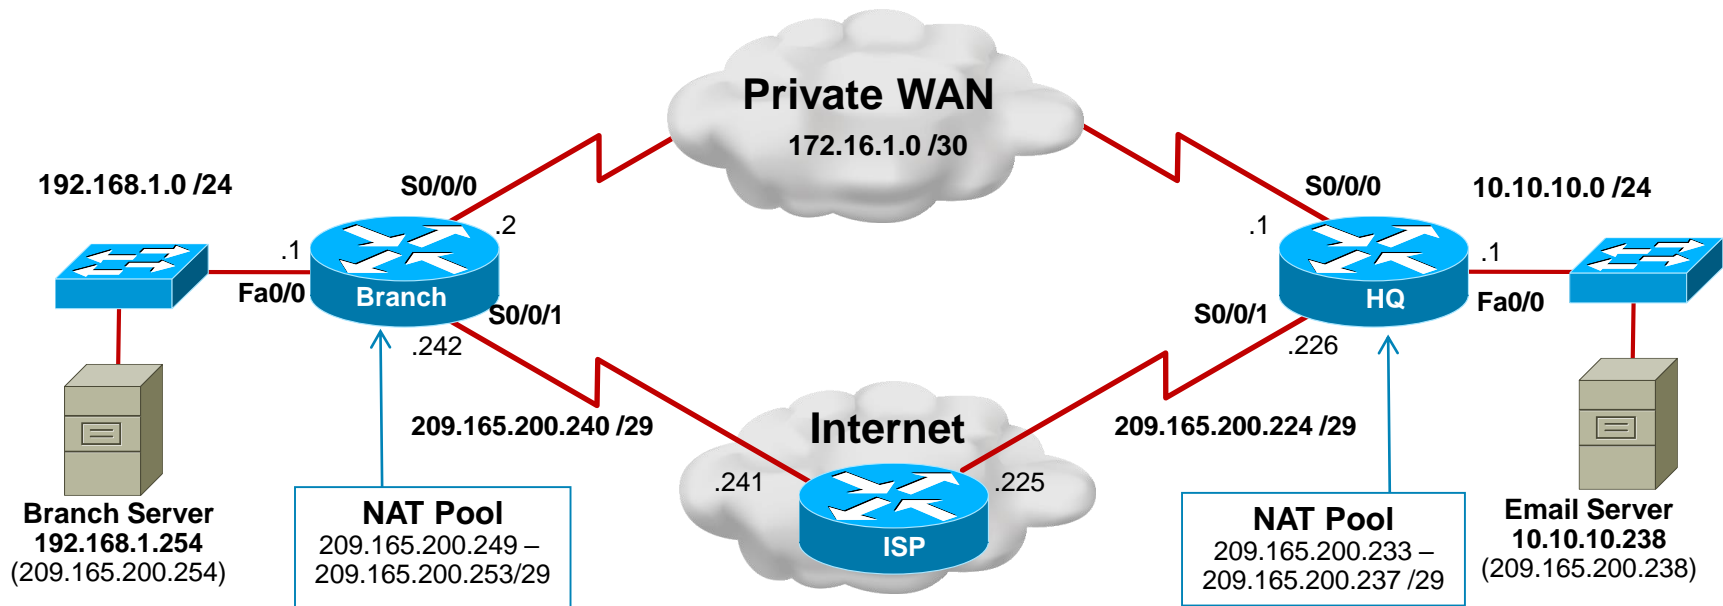 Private WAN
172.16.1.0 /30
192.168.1.0 /24
S0/0/0
S0/0/0
10.10.10.0 /24
.2
.1
.1
.1
Fa0/0
Branch
HQ
Fa0/0
S0/0/1
S0/0/1
.242
.226
209.165.200.240 /29
Internet
209.165.200.224 /29
.241
.225
ISP
Branch Server
192.168.1.254
(209.165.200.254)
NAT Pool
209.165.200.249 –
209.165.200.253/29
NAT Pool
209.165.200.233 –
209.165.200.237 /29
Email Server
10.10.10.238
(209.165.200.238)